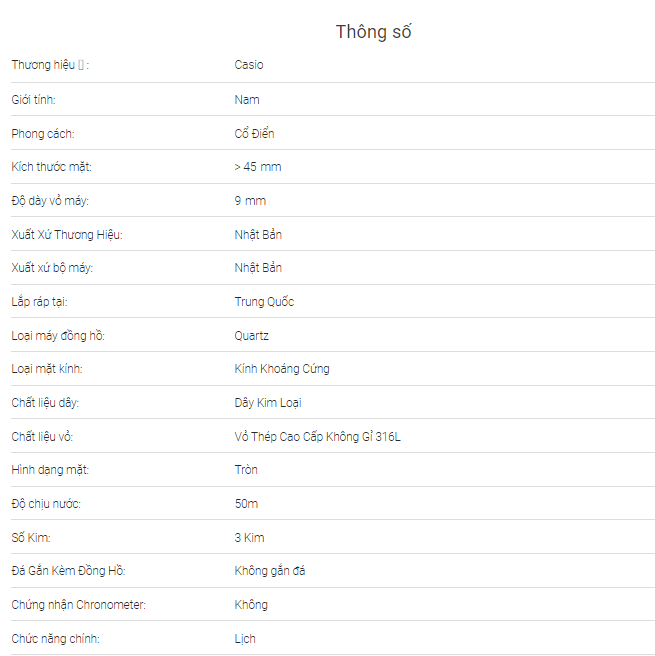 Thông số
Thương hiệu ▯ : Casio
Giới tính: Nam
Phong cách: Cổ Điển
Kích thước mặt: > 45 mm
Độ dày vỏ máy: 9 mm
Xuất Xứ Thương Hiệu: Nhật Bản
Xuất xứ bộ máy: Nhật Bản
Lắp ráp tại: Trung Quốc
Loại máy đồng hồ: Quartz
Loại mặt kính: Kính Khoáng Cứng
Chất liệu dây: Dây Kim Loại
Chất liệu vỏ: Vỏ Thép Cao Cấp Không Gỉ 316L
Hình dạng mặt: Tròn
Độ chịu nước: 50m
Số Kim: 3 Kim
Đá Gắn Kèm Đồng Hồ: Không gắn đá
Chứng nhận Chronometer: Không
Chức năng chính: Lịch